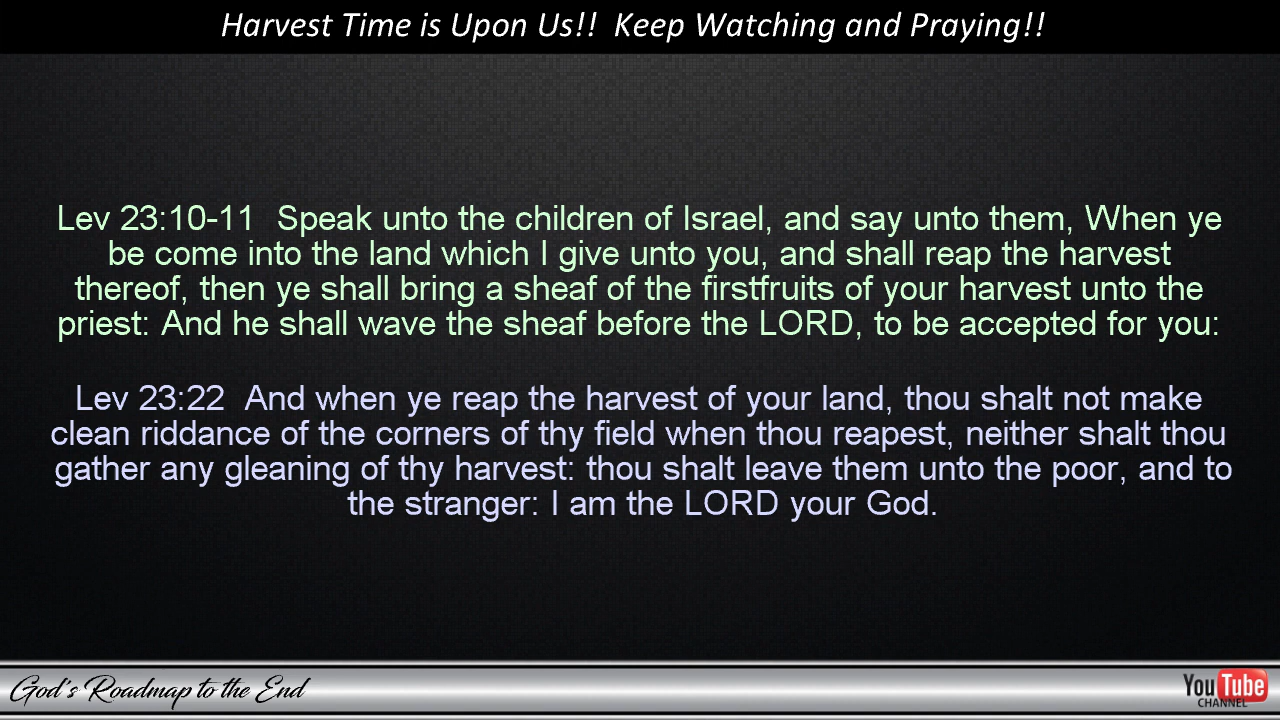 Harvest Time is Upon Us!!  Keep Watching and Praying!!
Lev 23:10-11  Speak unto the children of Israel, and say unto them, When ye
be come into the land which I give unto you, and shall reap the harvest
thereof, then ye shall bring a sheaf of the firstfruits of your harvest unto the
priest: And he shall wave the sheaf before the LORD, to be accepted for you:
Lev 23:22  And when ye reap the harvest of your land, thou shalt not make
clean riddance of the corners of thy field when thou reapest, neither shalt thou
gather any gleaning of thy harvest: thou shalt leave them unto the poor, and to
the stranger: I am the LORD your God.
God's Roadmap to the End
YouTube
CHANNEL